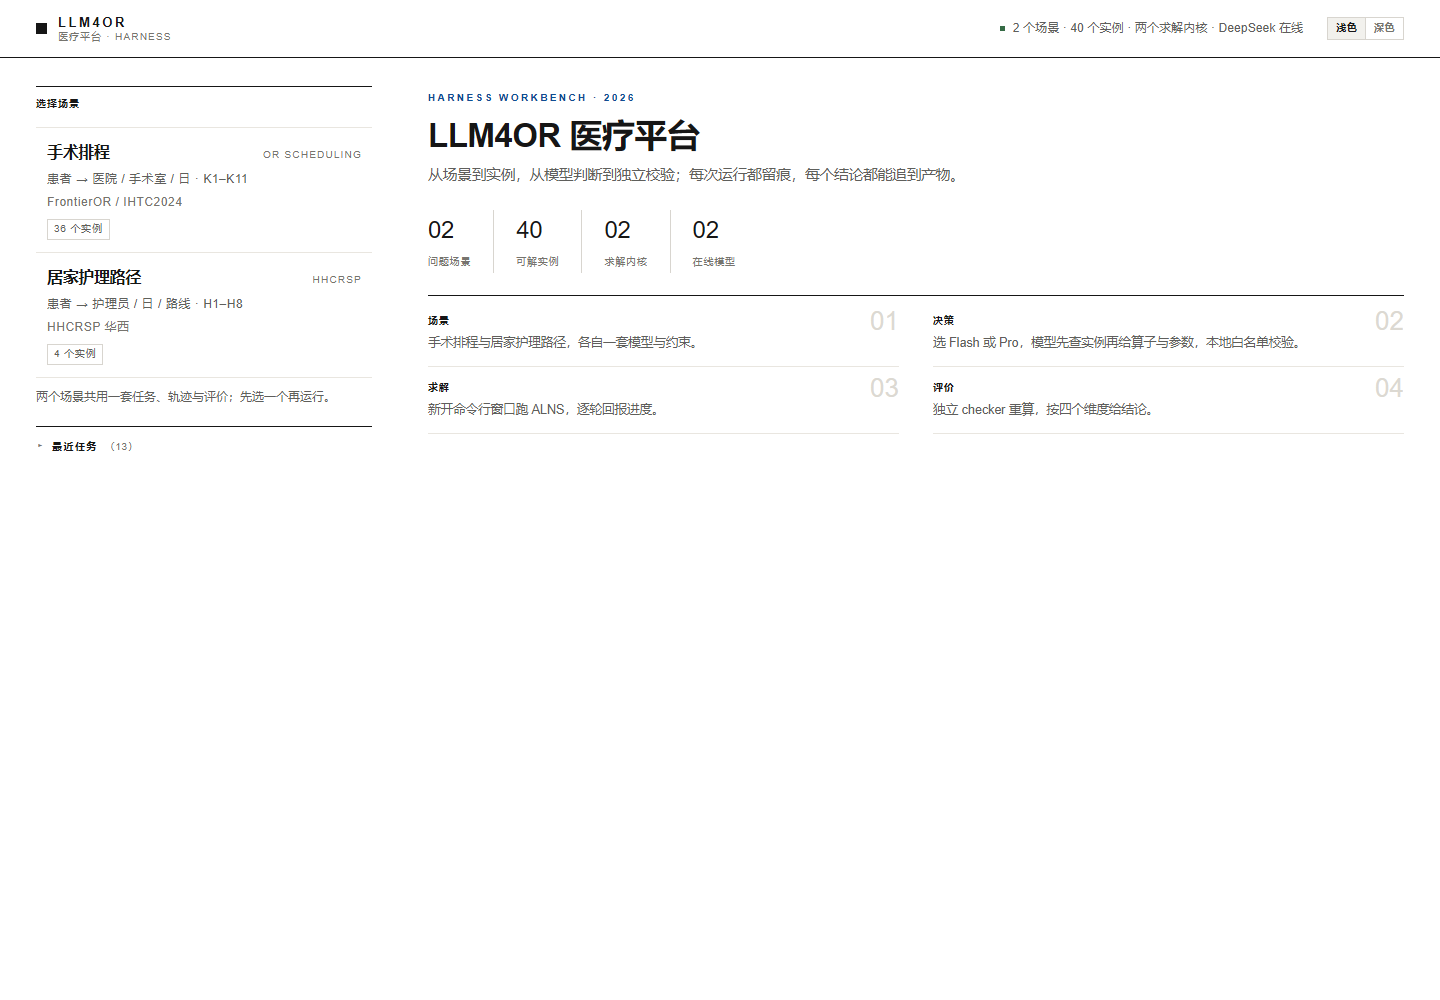 LLM4OR
医疗平台 · HARNESS
2 个场景 · 40 个实例 · 两个求解内核 · DeepSeek 在线
浅色
深色
选择场景
手术排程
OR SCHEDULING
患者 → 医院 / 手术室 / 日 · K1–K11
FrontierOR / IHTC2024
36 个实例
居家护理路径
HHCRSP
患者 → 护理员 / 日 / 路线 · H1–H8
HHCRSP 华西
4 个实例
两个场景共用一套任务、轨迹与评价；先选一个再运行。
最近任务 （13）
HARNESS WORKBENCH · 2026
LLM4OR 医疗平台
从场景到实例，从模型判断到独立校验；每次运行都留痕，每个结论都能追到产物。
02
问题场景
40
可解实例
02
求解内核
02
在线模型
场景
01
手术排程与居家护理路径，各自一套模型与约束。
决策
02
选 Flash 或 Pro，模型先查实例再给算子与参数，本地白名单校验。
求解
03
新开命令行窗口跑 ALNS，逐轮回报进度。
评价
04
独立 checker 重算，按四个维度给结论。